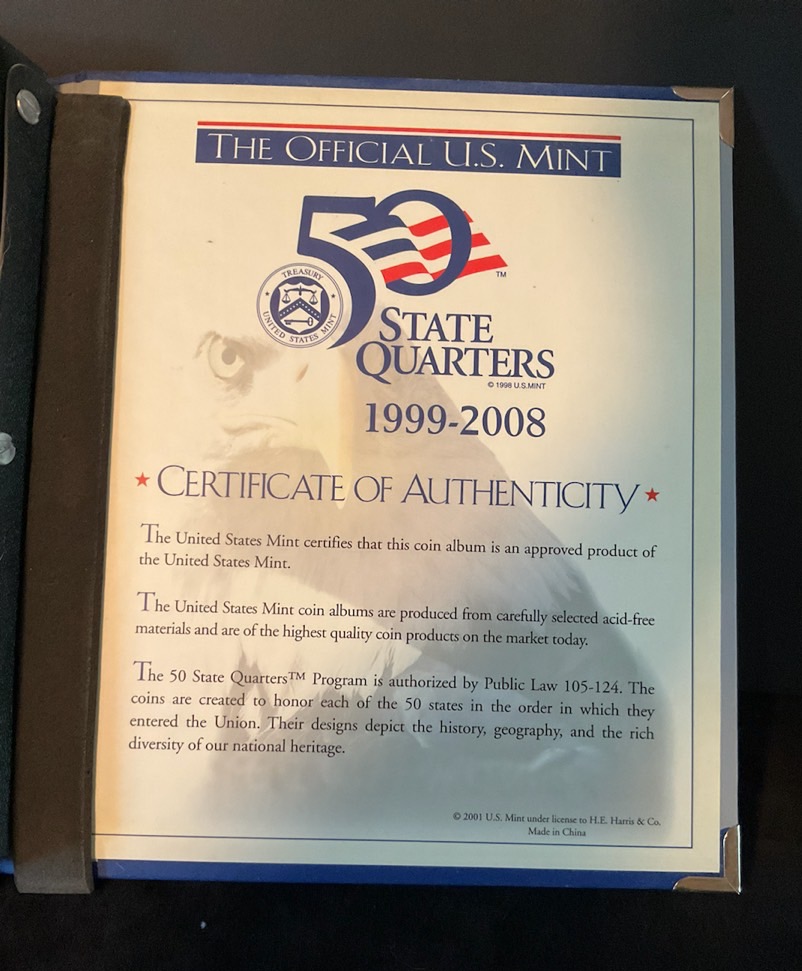 THE OFFICIAL U.S. MINT
50
TM
TREASURY
UNITED STATES MINT
STATE
QUARTERS
© 1998 U.S.MINT
1999-2008
CERTIFICATE OF AUTHENTICITY
The United States Mint certifies that this coin album is an approved product of
the United States Mint.
The United States Mint coin albums are produced from carefully selected acid-free
materials and are of the highest quality coin products on the market today.
The 50 State Quarters™ Program is authorized by Public Law 105-124. The
coins are created to honor each of the 50 states in the order in which they
entered the Union. Their designs depict the history, geography, and the rich
diversity of our national heritage.
© 2001 U.S. Mint under license to H.E. Harris & Co.
Made in China